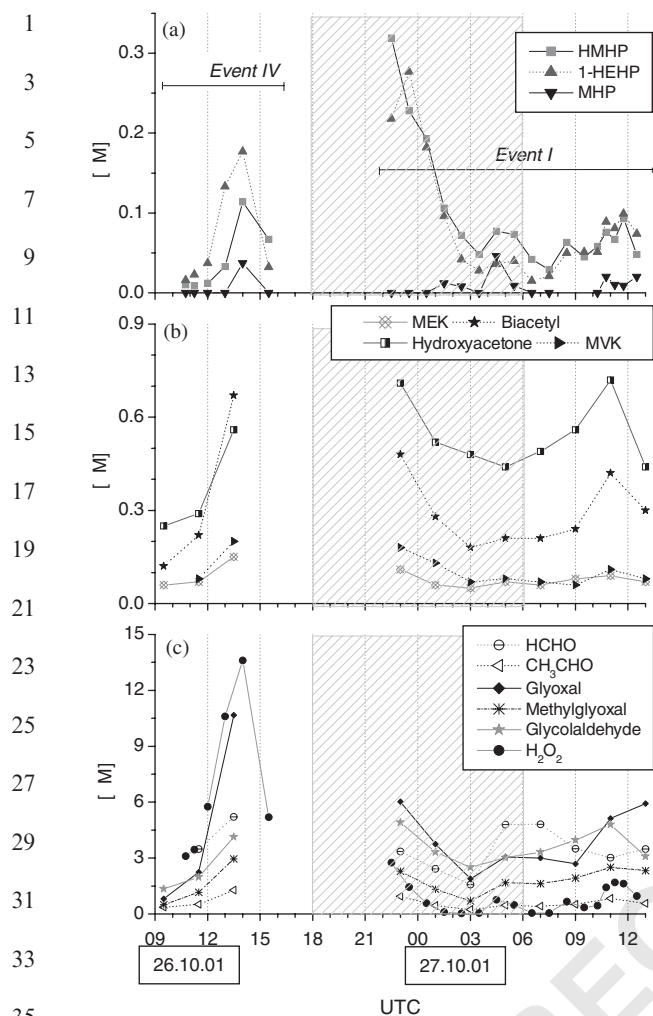 1
3
5
7
9
11
13
15
17
19
21
23
25
27
29
31
33
35
(a)
0.3
0.2
0.1
0.0
[ M]
Event IV
Event I
HMHP
1-HEHP
MHP
(b)
0.9
0.6
0.3
0.0
[ M]
MEK Biacetyl
Hydroxyacetone MVK
(c)
15
12
9
6
3
0
[ M]
HCHO
CH₃CHO
Glyoxal
Methylglyoxal
Glycolaldehyde
H₂O₂
09 12 15 18 21 00 03 06 09 12
26.10.01 27.10.01
UTC
REC